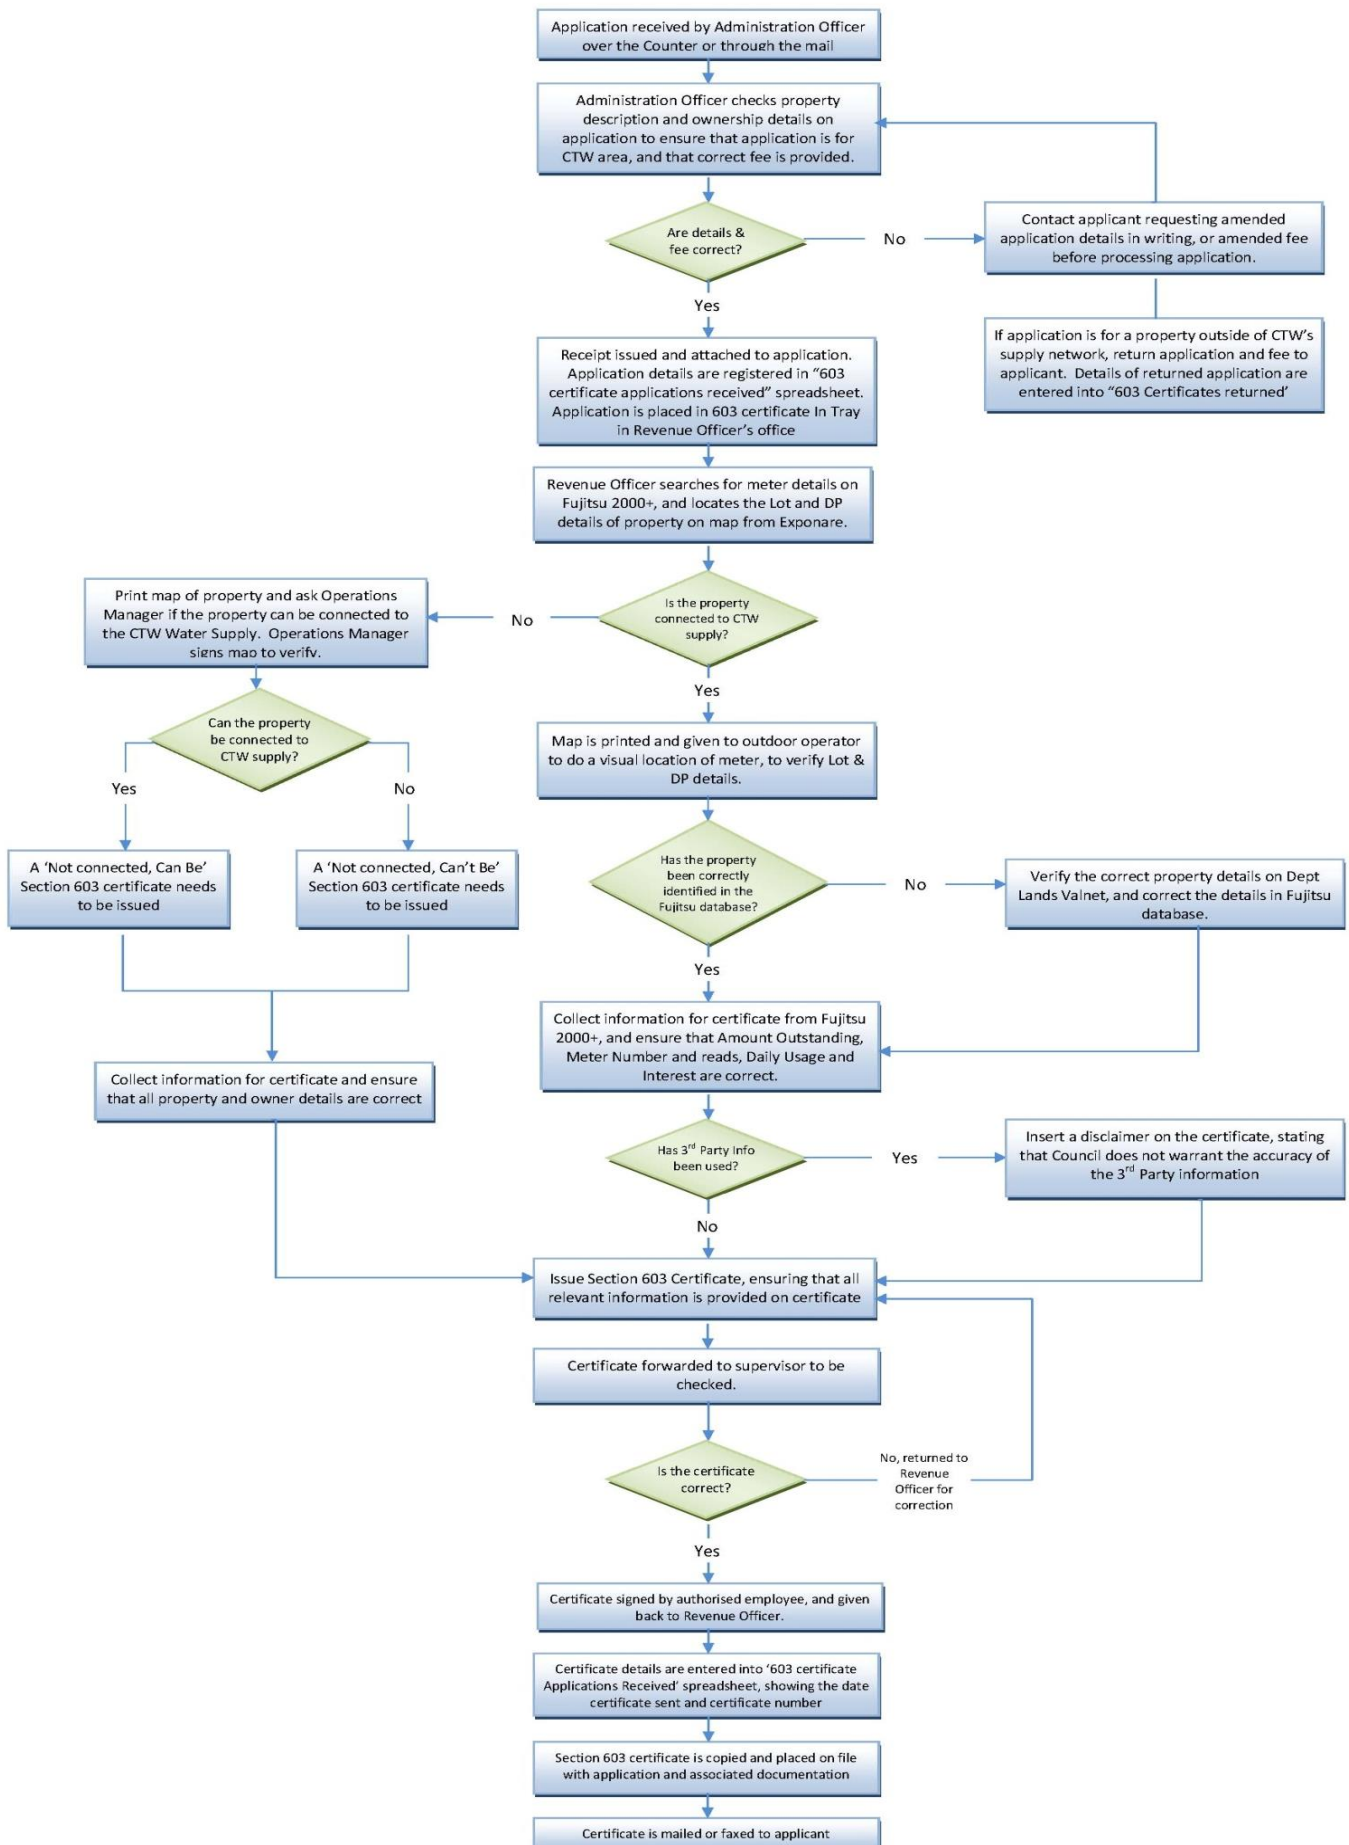 Application received by Administration Officer
over the Counter or through the mail
Administration Officer checks property
description and ownership details on
application to ensure that application is for
CTW area, and that correct fee is provided.
Are details &
fee correct?
No
Contact applicant requesting amended
application details in writing, or amended fee
before processing application.
Yes
If application is for a property outside of CTW’s
supply network, return application and fee to
applicant. Details of returned application are
entered into “603 Certificates returned’
Receipt issued and attached to application.
Application details are registered in “603
certificate applications received” spreadsheet.
Application is placed in 603 certificate In Tray
in Revenue Officer’s office
Revenue Officer searches for meter details on
Fujitsu 2000+, and locates the Lot and DP
details of property on map from Exponare.
Is the property
connected to CTW
supply?
No
Print map of property and ask Operations
Manager if the property can be connected to
the CTW Water Supply. Operations Manager
signs map to verify.
Can the property
be connected to
CTW supply?
Yes
No
A ‘Not connected, Can Be’
Section 603 certificate needs
to be issued
A ‘Not connected, Can’t Be’
Section 603 certificate needs
to be issued
Collect information for certificate and ensure
that all property and owner details are correct
Yes
Map is printed and given to outdoor operator
to do a visual location of meter, to verify Lot &
DP details.
Has the property
been correctly
identified in the
Fujitsu database?
No
Verify the correct property details on Dept
Lands Valnet, and correct the details in Fujitsu
database.
Yes
Collect information for certificate from Fujitsu
2000+, and ensure that Amount Outstanding,
Meter Number and reads, Daily Usage and
Interest are correct.
Has 3rd Party Info
been used?
Yes
Insert a disclaimer on the certificate, stating
that Council does not warrant the accuracy of
the 3rd Party information
No
Issue Section 603 Certificate, ensuring that all
relevant information is provided on certificate
Certificate forwarded to supervisor to be
checked.
Is the certificate
correct?
No, returned to
Revenue
Officer for
correction
Yes
Certificate signed by authorised employee, and given
back to Revenue Officer.
Certificate details are entered into ‘603 certificate
Applications Received’ spreadsheet, showing the date
certificate sent and certificate number
Section 603 certificate is copied and placed on file
with application and associated documentation
Certificate is mailed or faxed to applicant